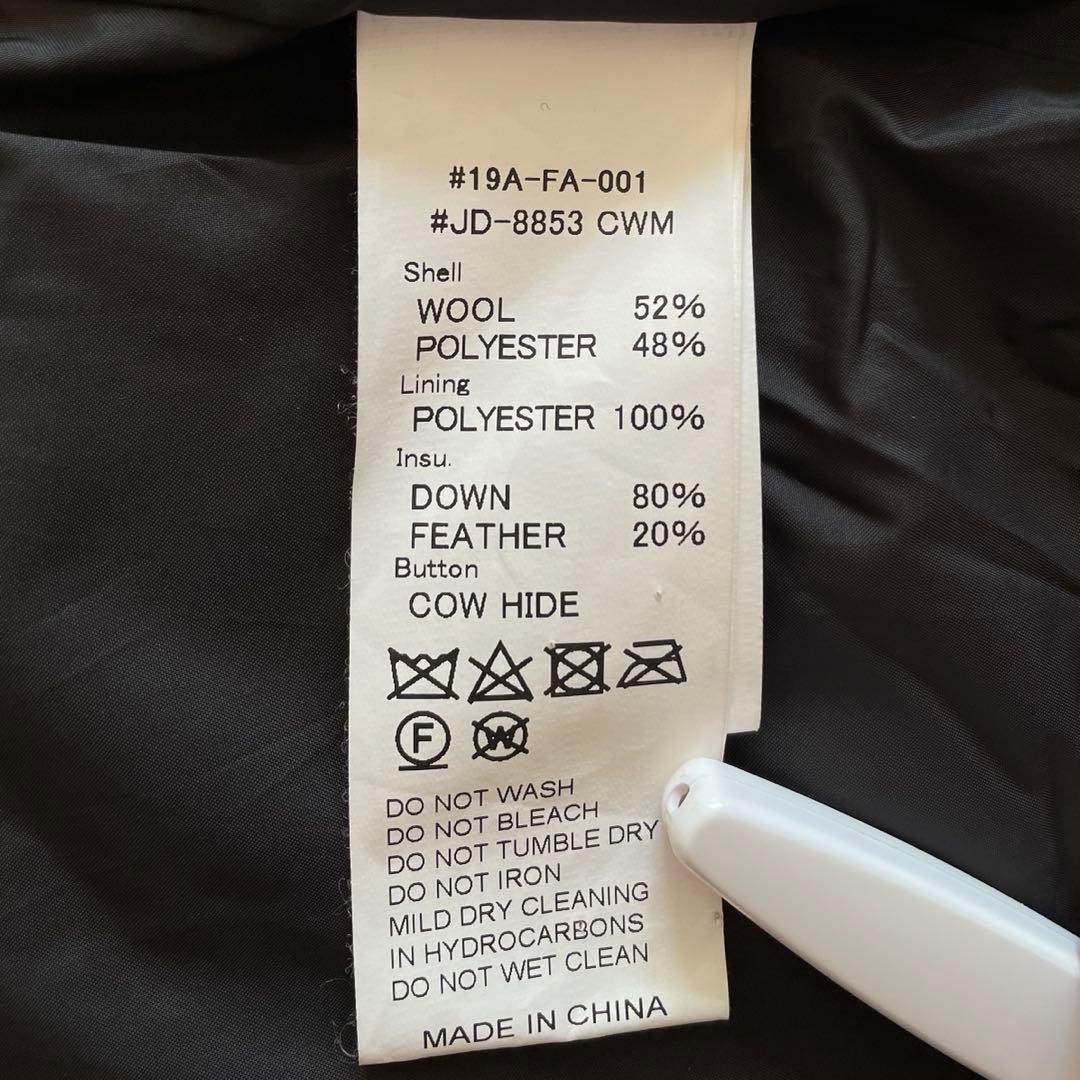 #19A-FA-001
#JD-8853 CWM
Shell
WOOL 52%
POLYESTER 48%
Lining
POLYESTER 100%
Insu.
DOWN 80%
FEATHER 20%
Button
COW HIDE
F W
DO NOT WASH
DO NOT BLEACH
DO NOT TUMBLE DRY
DO NOT IRON
MILD DRY CLEANING
IN HYDROCARBONS
DO NOT WET CLEAN
MADE IN CHINA